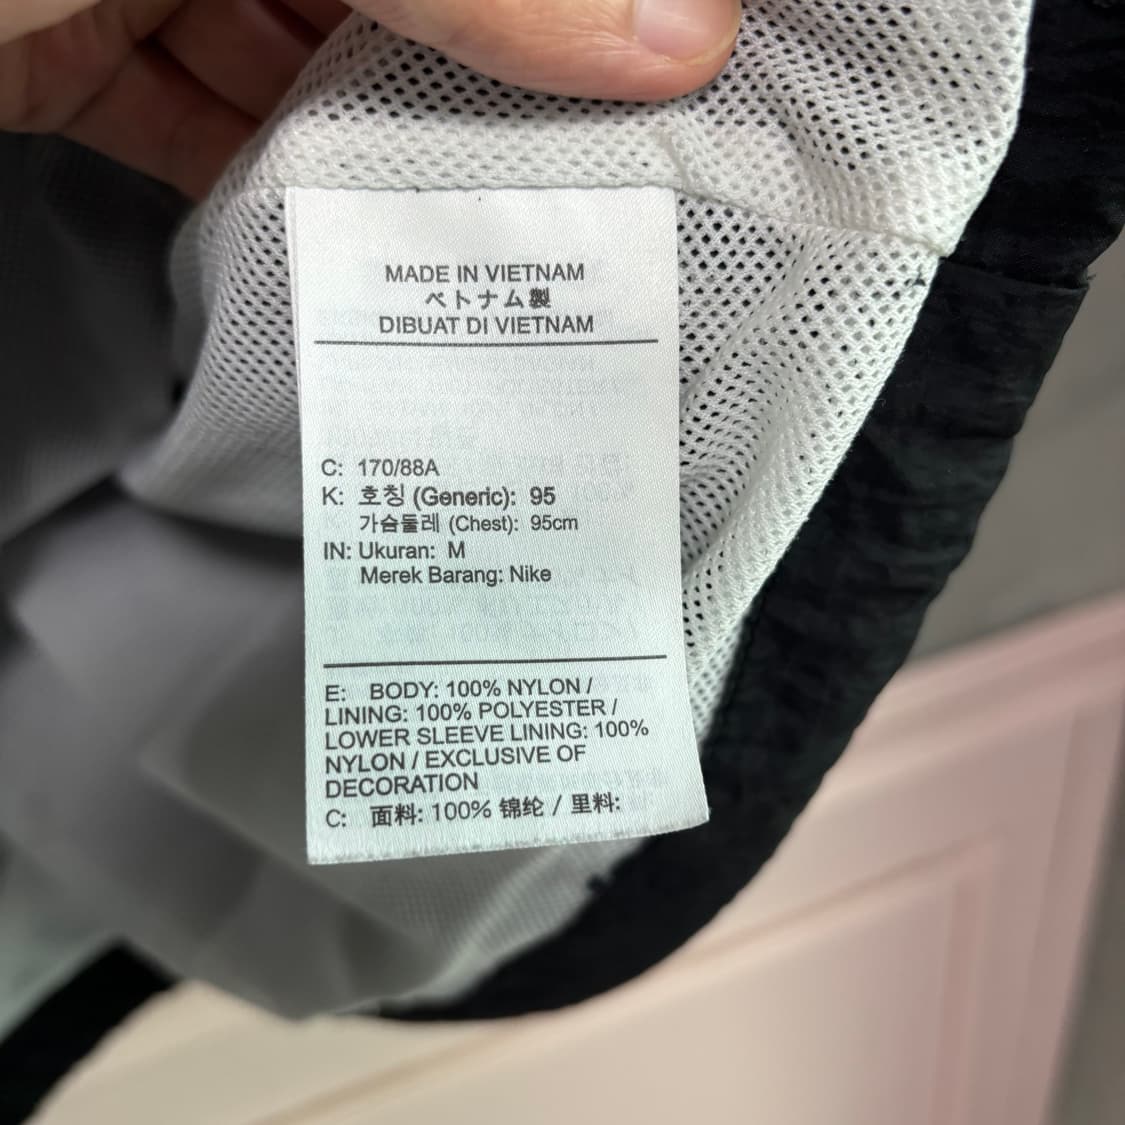 MADE IN VIETNAM
ベトナム製
DIBUAT DI VIETNAM
C: 170/88A
K: 호칭 (Generic): 95
가슴둘레 (Chest): 95cm
IN: Ukuran: M
Merek Barang: Nike
E: BODY: 100% NYLON /
LINING: 100% POLYESTER /
LOWER SLEEVE LINING: 100%
NYLON / EXCLUSIVE OF
DECORATION
C: 面料: 100% 锦纶 / 里料: